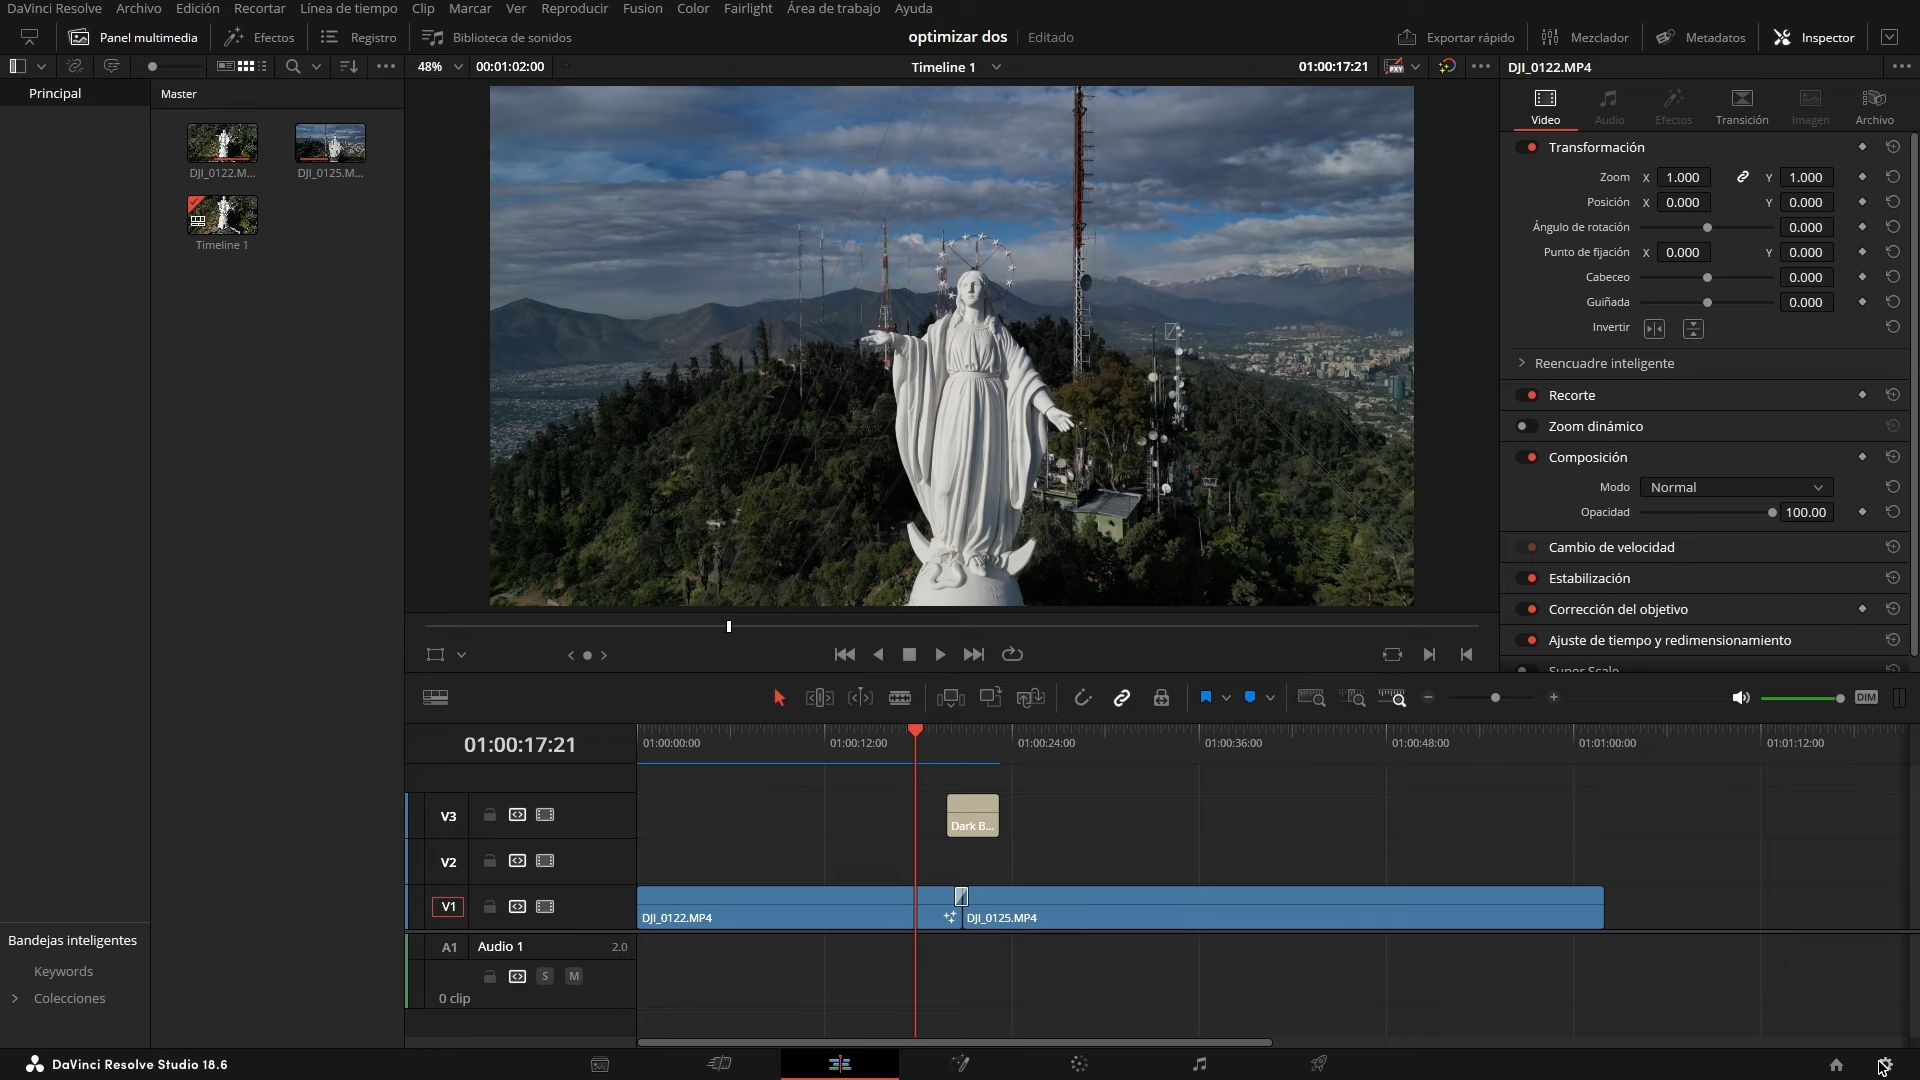 DaVinci Resolve Archivo Edición Recortar Línea de tiempo Clip Marcar Ver Reproducir Fusion Color Fairlight Área de trabajo Ayuda
Panel multimedia Efectos Registro Biblioteca de sonidos optimizar dos Editado Exportar rápido Mezclador Metadatos Inspector
48% 00:01:02:00 Timeline 1 01:00:17:21 PXY DJI_0122.MP4
Principal Master
Video Audio Efectos Transición Imagen Archivo
DJI_0122.M... DJI_0125.M...
Timeline 1
Transformación
Zoom X 1.000 Y 1.000
Posición X 0.000 Y 0.000
Ángulo de rotación 0.000
Punto de fijación X 0.000 Y 0.000
Cabeceo 0.000
Guiñada 0.000
Invertir
Reencuadre inteligente
Recorte
Zoom dinámico
Composición
Modo Normal
Opacidad 100.00
Cambio de velocidad
Estabilización
Corrección del objetivo
Ajuste de tiempo y redimensionamiento
Super Scale
DIM
01:00:17:21 01:00:00:00 01:00:12:00 01:00:24:00 01:00:36:00 01:00:48:00 01:01:00:00 01:01:12:00
V3 Dark B...
V2
V1 DJI_0122.MP4 DJI_0125.MP4
A1 Audio 1 2.0
S M
0 clip
Bandejas inteligentes
Keywords
Colecciones
DaVinci Resolve Studio 18.6